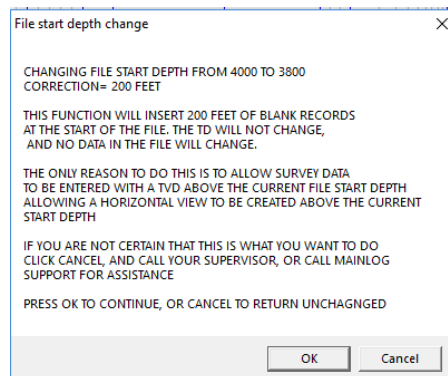 File start depth change
CHANGING FILE START DEPTH FROM 4000 TO 3800
CORRECTION= 200 FEET
THIS FUNCTION WILL INSERT 200 FEET OF BLANK RECORDS
AT THE START OF THE FILE. THE TD WILL NOT CHANGE,
AND NO DATA IN THE FILE WILL CHANGE.
THE ONLY REASON TO DO THIS IS TO ALLOW SURVEY DATA
TO BE ENTERED WITH A TVD ABOVE THE CURRENT FILE START DEPTH
ALLOWING A HORIZONTAL VIEW TO BE CREATED ABOVE THE CURRENT
START DEPTH
IF YOU ARE NOT CERTAIN THAT THIS IS WHAT YOU WANT TO DO
CLICK CANCEL, AND CALL YOUR SUPERVISOR, OR CALL MAINLOG
SUPPORT FOR ASSISTANCE
PRESS OK TO CONTINUE, OR CANCEL TO RETURN UNCHAGNGED
OK Cancel